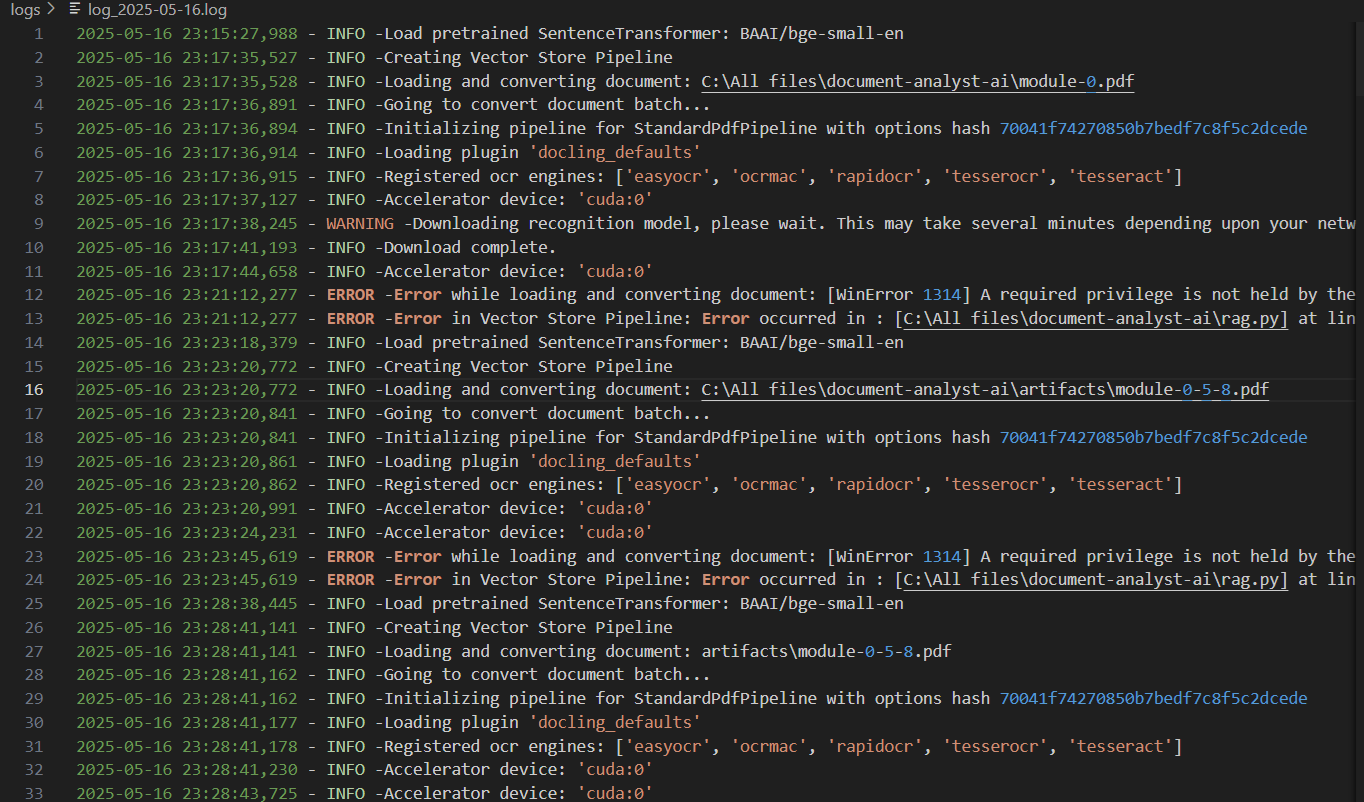 logs > log_2025-05-16.log
1 2025-05-16 23:15:27,988 - INFO -Load pretrained SentenceTransformer: BAAI/bge-small-en
2 2025-05-16 23:17:35,527 - INFO -Creating Vector Store Pipeline
3 2025-05-16 23:17:35,528 - INFO -Loading and converting document: C:\All files\document-analyst-ai\module-0.pdf
4 2025-05-16 23:17:36,891 - INFO -Going to convert document batch...
5 2025-05-16 23:17:36,894 - INFO -Initializing pipeline for StandardPdfPipeline with options hash 70041f74270850b7bedf7c8f5c2dcede
6 2025-05-16 23:17:36,914 - INFO -Loading plugin 'docling_defaults'
7 2025-05-16 23:17:36,915 - INFO -Registered ocr engines: ['easyocr', 'ocrmac', 'rapidocr', 'tesserocr', 'tesseract']
8 2025-05-16 23:17:37,127 - INFO -Accelerator device: 'cuda:0'
9 2025-05-16 23:17:38,245 - WARNING -Downloading recognition model, please wait. This may take several minutes depending upon your netw
10 2025-05-16 23:17:41,193 - INFO -Download complete.
11 2025-05-16 23:17:44,658 - INFO -Accelerator device: 'cuda:0'
12 2025-05-16 23:21:12,277 - ERROR -Error while loading and converting document: [WinError 1314] A required privilege is not held by the
13 2025-05-16 23:21:12,277 - ERROR -Error in Vector Store Pipeline: Error occurred in : [C:\All files\document-analyst-ai\rag.py] at lin
14 2025-05-16 23:23:18,379 - INFO -Load pretrained SentenceTransformer: BAAI/bge-small-en
15 2025-05-16 23:23:20,772 - INFO -Creating Vector Store Pipeline
16 2025-05-16 23:23:20,772 - INFO -Loading and converting document: C:\All files\document-analyst-ai\artifacts\module-0-5-8.pdf
17 2025-05-16 23:23:20,841 - INFO -Going to convert document batch...
18 2025-05-16 23:23:20,841 - INFO -Initializing pipeline for StandardPdfPipeline with options hash 70041f74270850b7bedf7c8f5c2dcede
19 2025-05-16 23:23:20,861 - INFO -Loading plugin 'docling_defaults'
20 2025-05-16 23:23:20,862 - INFO -Registered ocr engines: ['easyocr', 'ocrmac', 'rapidocr', 'tesserocr', 'tesseract']
21 2025-05-16 23:23:20,991 - INFO -Accelerator device: 'cuda:0'
22 2025-05-16 23:23:24,231 - INFO -Accelerator device: 'cuda:0'
23 2025-05-16 23:23:45,619 - ERROR -Error while loading and converting document: [WinError 1314] A required privilege is not held by the
24 2025-05-16 23:23:45,619 - ERROR -Error in Vector Store Pipeline: Error occurred in : [C:\All files\document-analyst-ai\rag.py] at lin
25 2025-05-16 23:28:38,445 - INFO -Load pretrained SentenceTransformer: BAAI/bge-small-en
26 2025-05-16 23:28:41,141 - INFO -Creating Vector Store Pipeline
27 2025-05-16 23:28:41,141 - INFO -Loading and converting document: artifacts\module-0-5-8.pdf
28 2025-05-16 23:28:41,162 - INFO -Going to convert document batch...
29 2025-05-16 23:28:41,162 - INFO -Initializing pipeline for StandardPdfPipeline with options hash 70041f74270850b7bedf7c8f5c2dcede
30 2025-05-16 23:28:41,177 - INFO -Loading plugin 'docling_defaults'
31 2025-05-16 23:28:41,178 - INFO -Registered ocr engines: ['easyocr', 'ocrmac', 'rapidocr', 'tesserocr', 'tesseract']
32 2025-05-16 23:28:41,230 - INFO -Accelerator device: 'cuda:0'
33 2025-05-16 23:28:43,725 - INFO -Accelerator device: 'cuda:0'